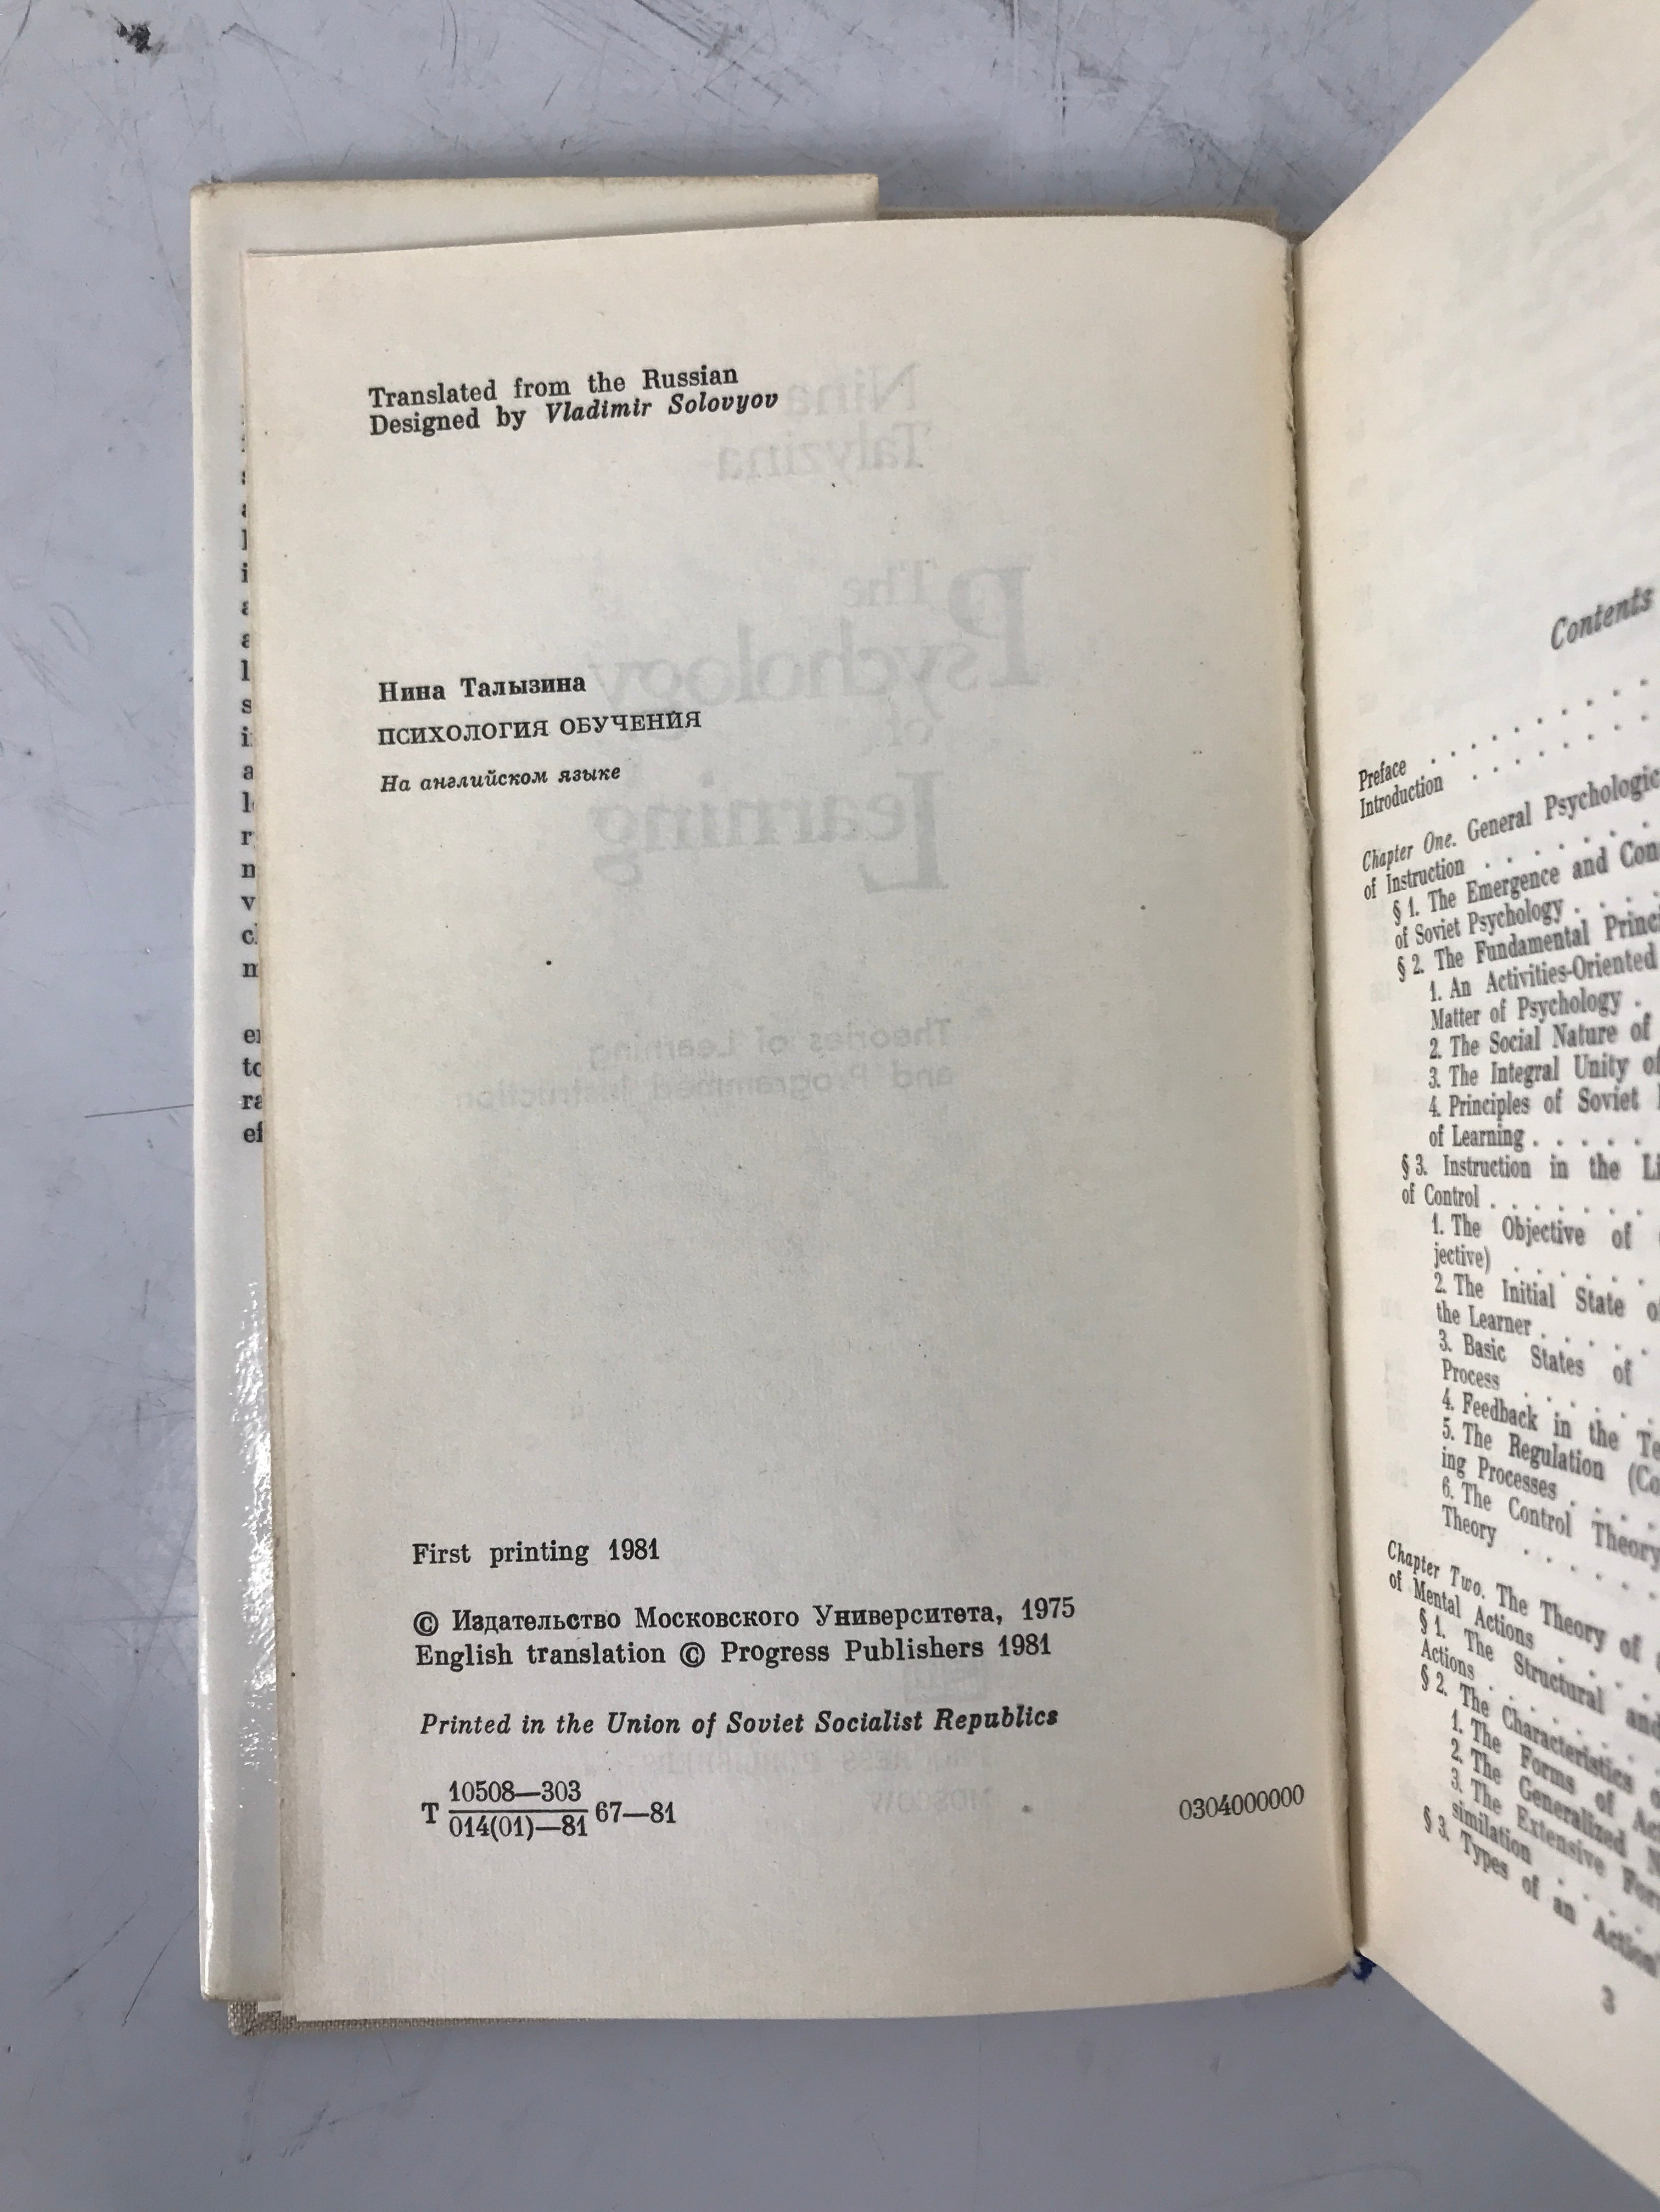 Translated from the Russian
Designed by Vladimir Solovyov
Нина Талызина
ПСИХОЛОГИЯ ОБУЧЕНИЯ
На английском языке
First printing 1981
© Издательство Московского Университета, 1975
English translation © Progress Publishers 1981
Printed in the Union of Soviet Socialist Republics
T 10508—303
014(01)—81 67—81
0304000000
Contents
Preface . . . . . . .
Introduction . . . . . .
Chapter One. General Psychologic
of Instruction . . . . . .
§ 1. The Emergence and Con
of Soviet Psychology . . .
§ 2. The Fundamental Princi
1. An Activities-Oriented
Matter of Psychology .
2. The Social Nature of
3. The Integral Unity of
4. Principles of Soviet
of Learning . . . . .
§ 3. Instruction in the Li
of Control . . . . . . .
1. The Objective of
jective) . . . . . .
2. The Initial State of
the Learner . . . . .
3. Basic States of
Process . . . . . .
4. Feedback in the Te
5. The Regulation (Co
ing Processes . . . .
6. The Control Theory
Theory . . . . . .
Chapter Two. The Theory of
of Mental Actions . . . .
§ 1. The Structural and
Actions . . . . . . .
§ 2. The Characteristics o
1. The Forms of Act
2. The Generalized N
3. The Extensive For
similation . . . .
§ 3. Types of an Action
3